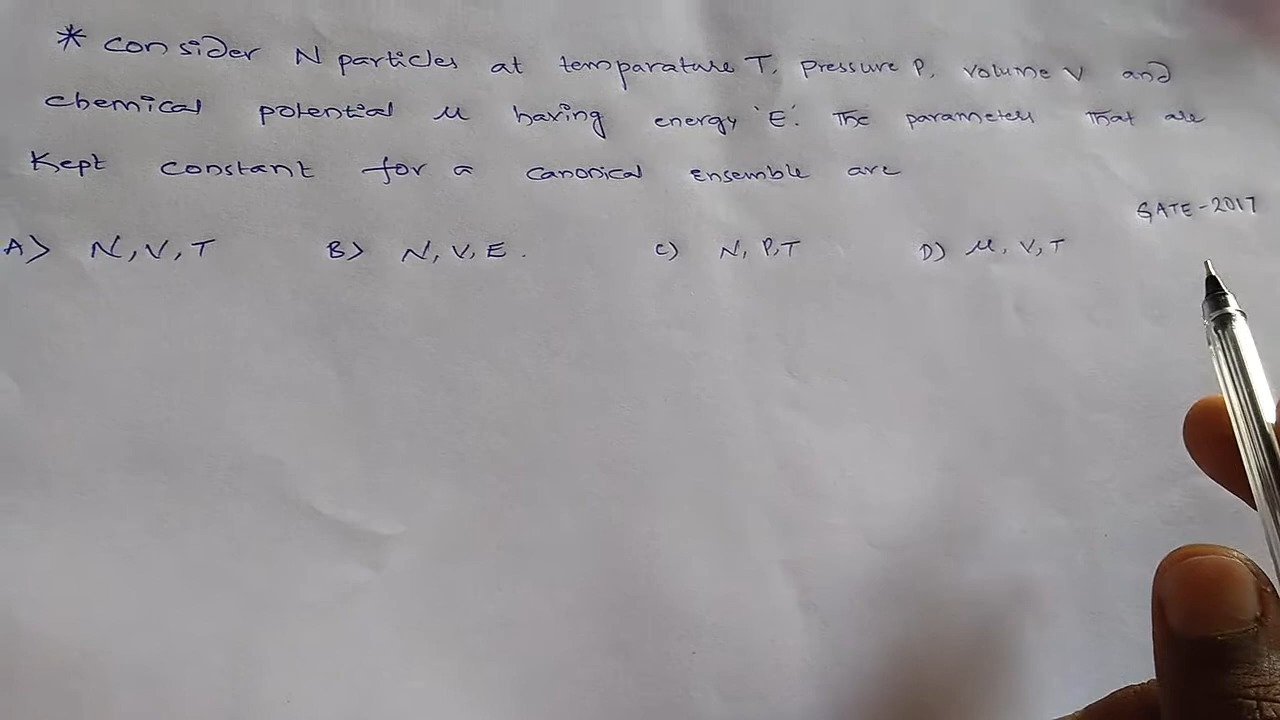 * Consider N particles at temparature T, pressure P, volume V and
chemical potential μ having energy 'E'. The parameters that are
Kept constant for a canonical ensemble are
GATE-2017
A) N, V, T B) N, V, E. C) N, P, T D) μ, V, T